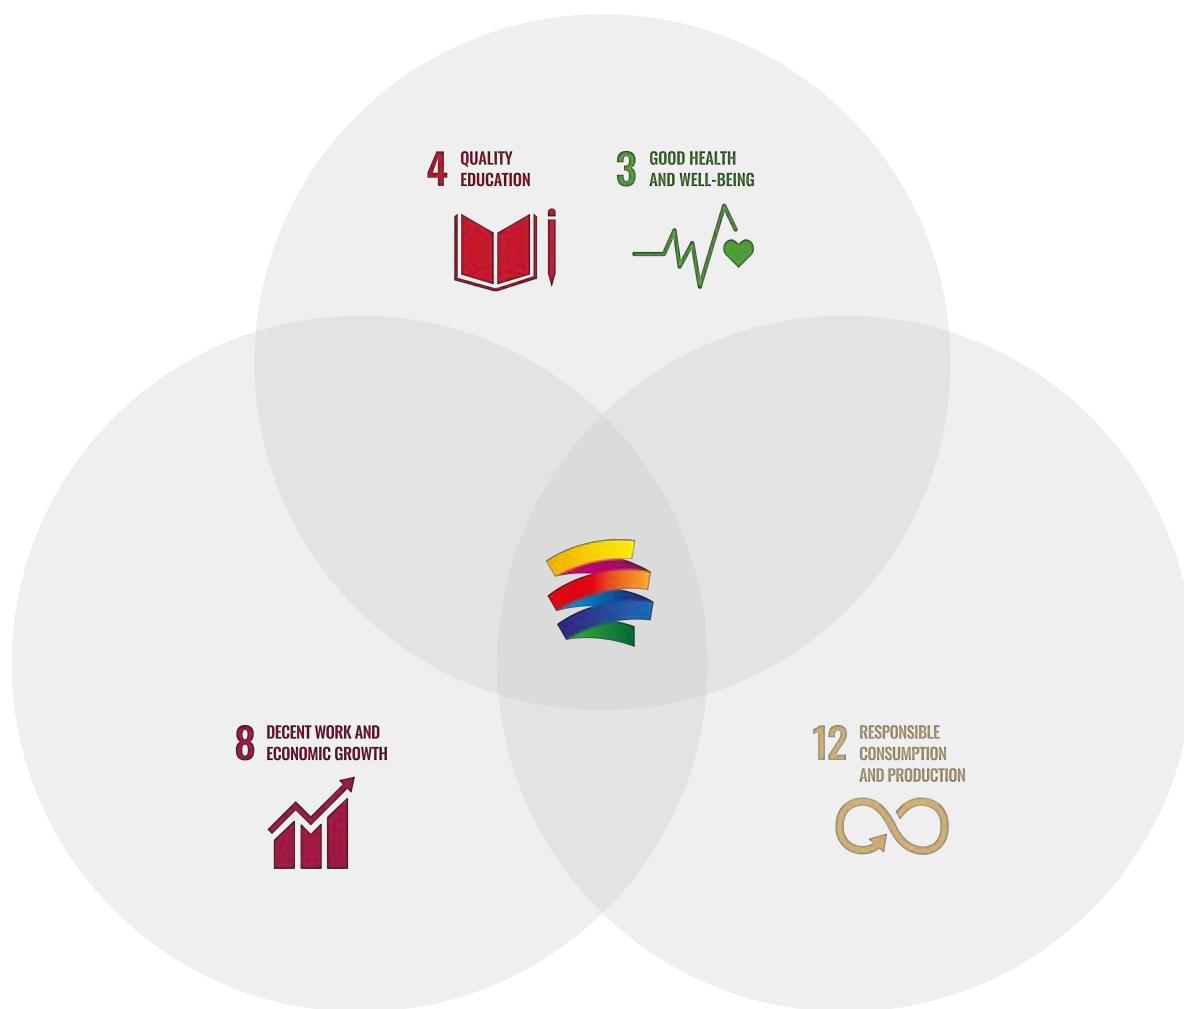 4 QUALITY
EDUCATION
3 GOOD HEALTH
AND WELL-BEING
8 DECENT WORK AND
ECONOMIC GROWTH
12 RESPONSIBLE
CONSUMPTION
AND PRODUCTION